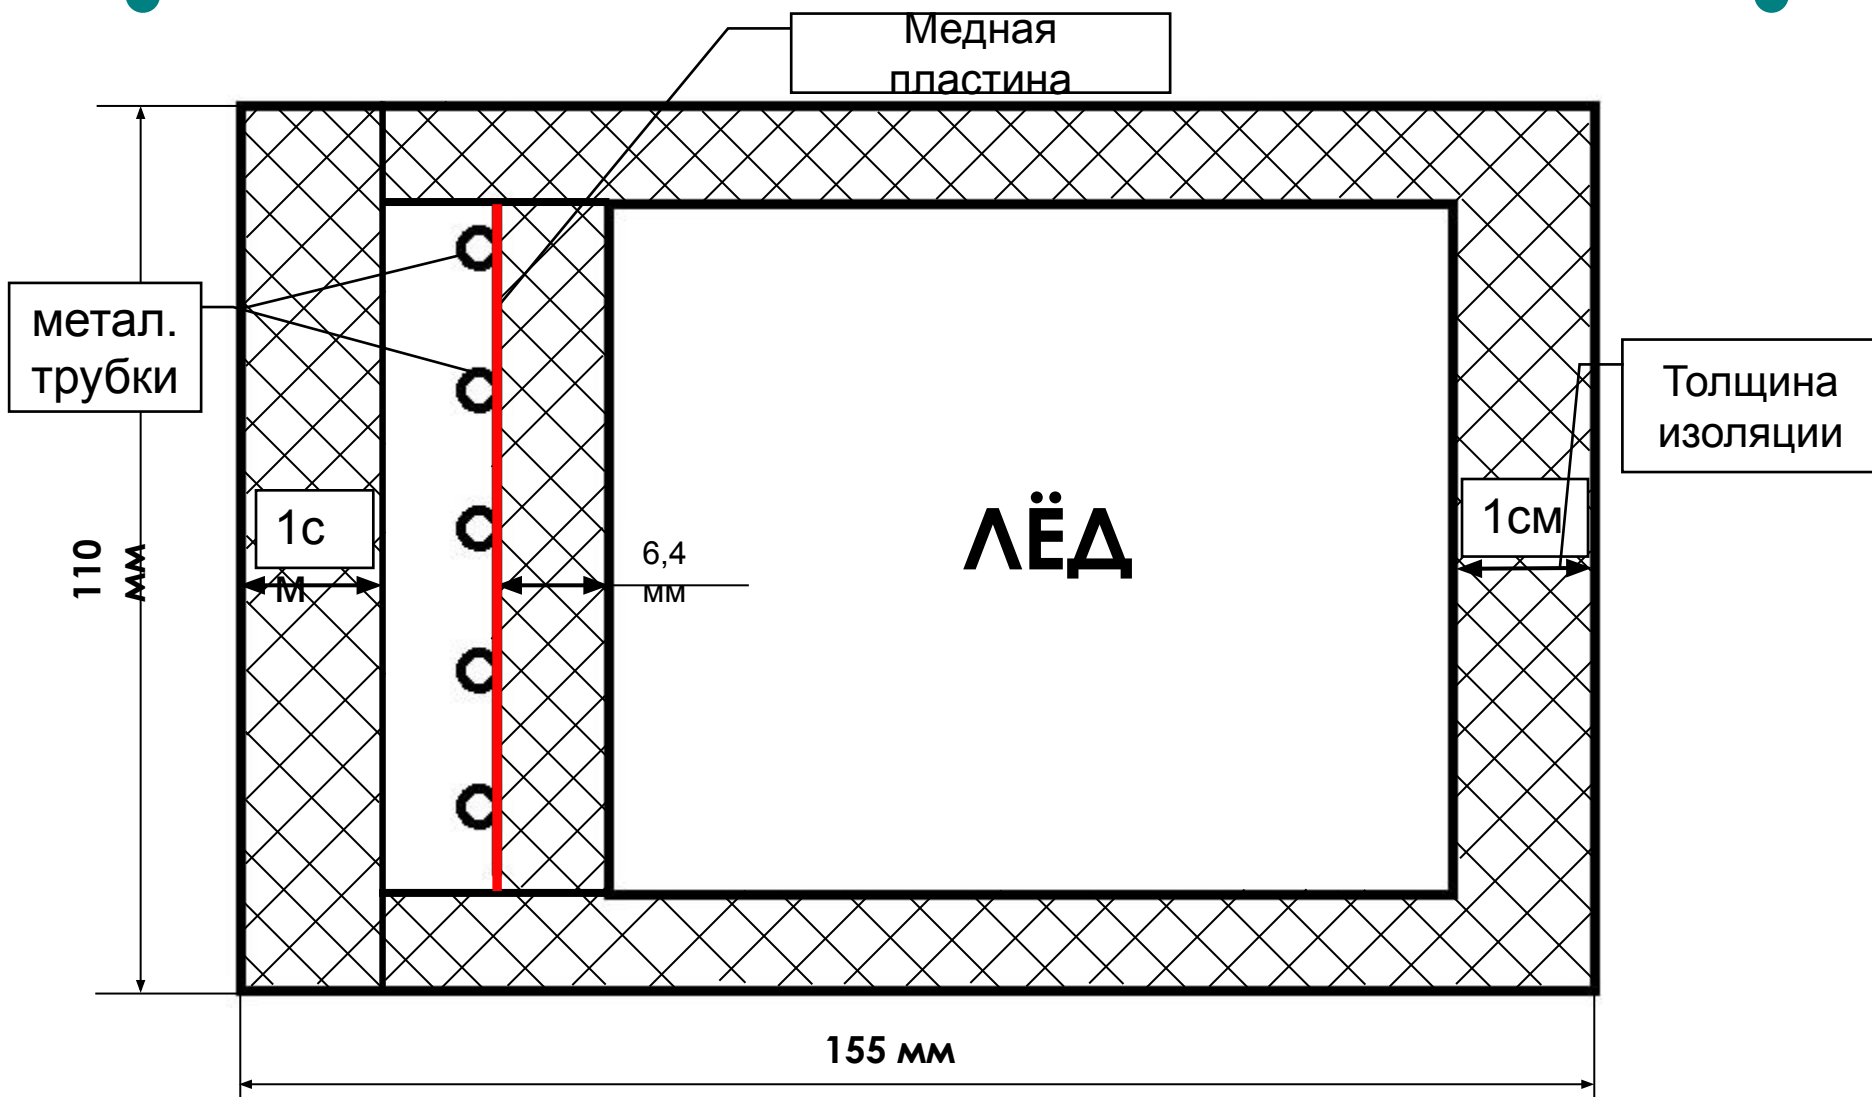 Медная
пластина
метал.
трубки
Толщина
изоляции
1с
м
1см
6,4
мм
ЛЁД
110
мм
155 мм